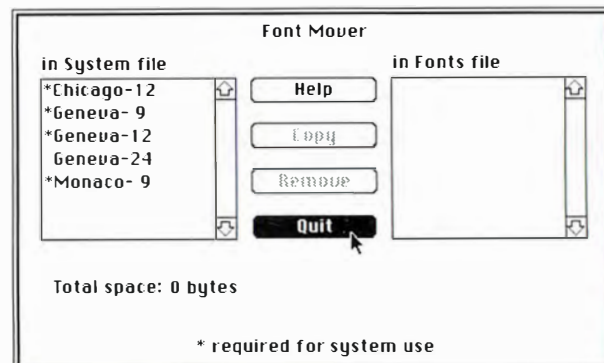 Font Mover
in System file
in Fonts file
*Chicago-12
*Geneva- 9
*Geneva-12
Geneva-24
*Monaco- 9
Help
Copy
Remove
Quit
Total space: 0 bytes
* required for system use